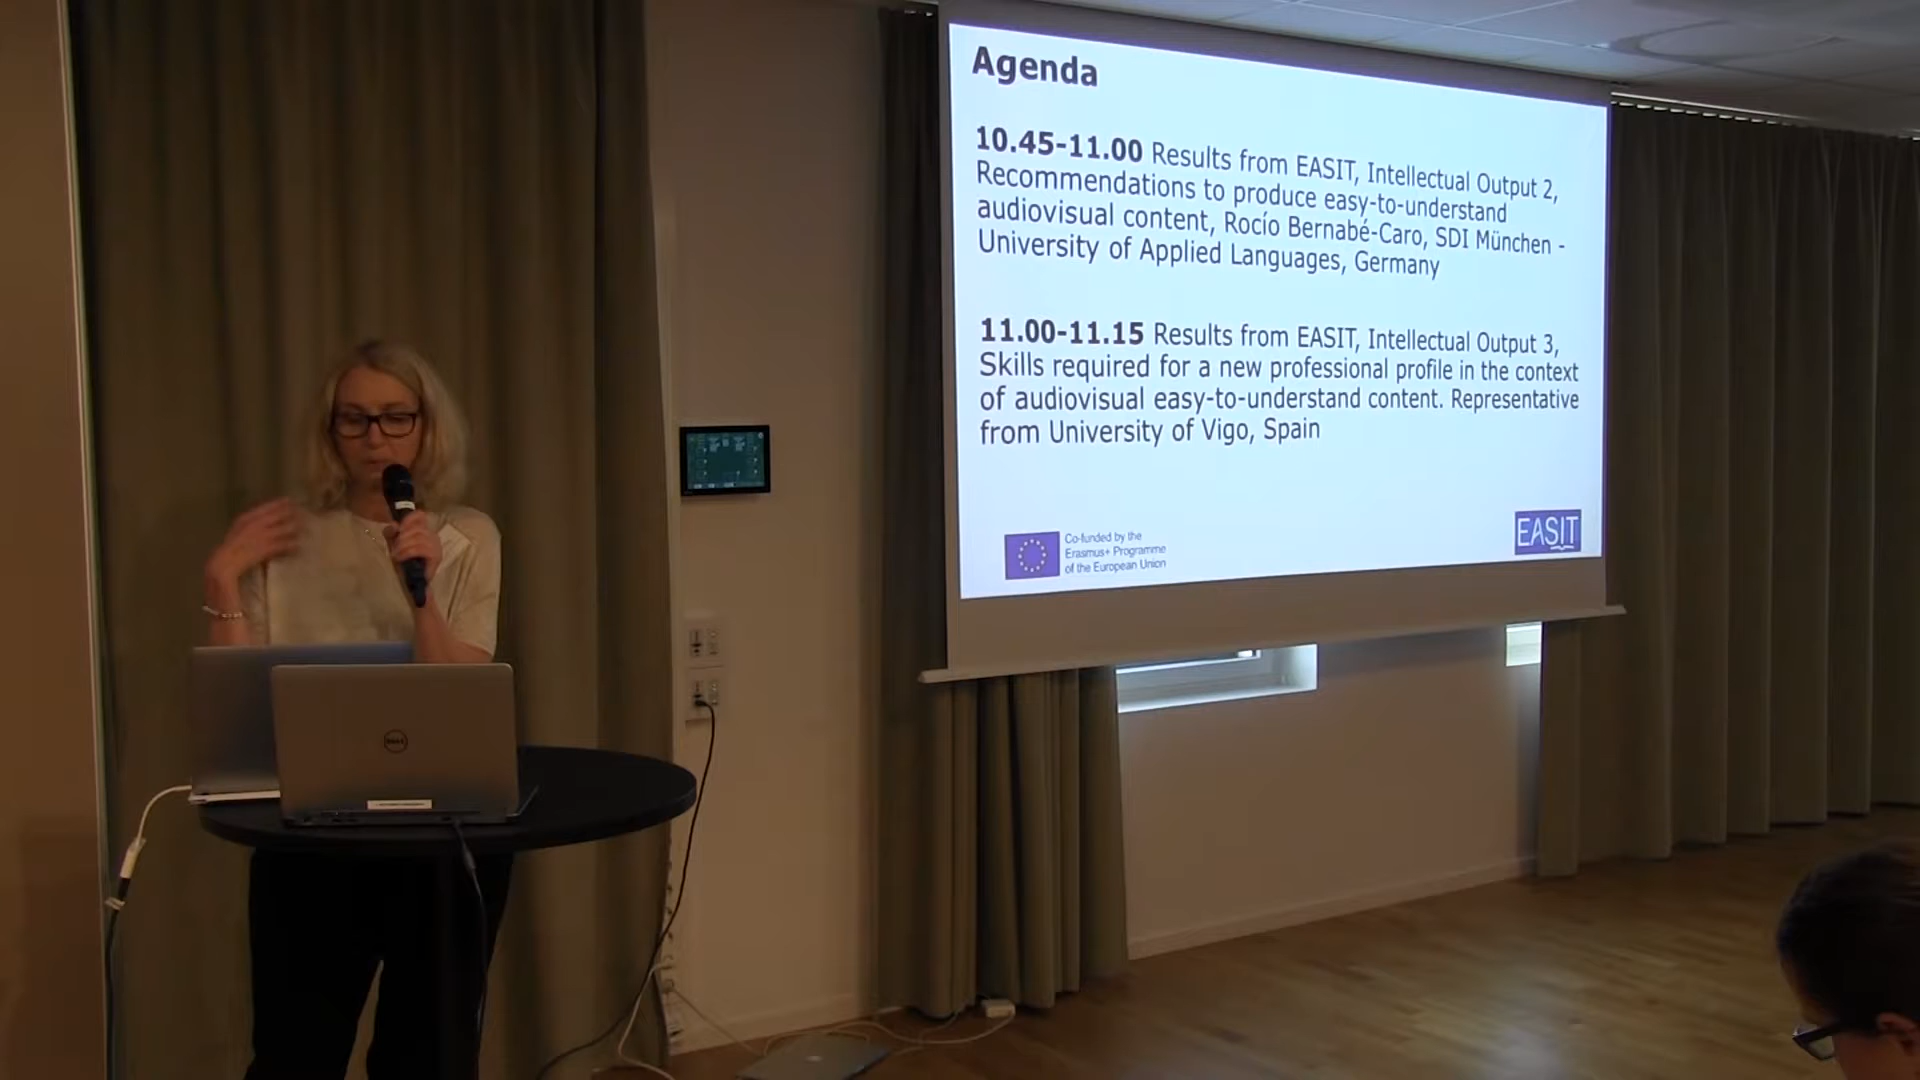 Agenda
10.45-11.00 Results from EASIT, Intellectual Output 2,
Recommendations to produce easy-to-understand
audiovisual content, Rocío Bernabé-Caro, SDI München -
University of Applied Languages, Germany
11.00-11.15 Results from EASIT, Intellectual Output 3,
Skills required for a new professional profile in the context
of audiovisual easy-to-understand content. Representative
from University of Vigo, Spain
Co-funded by the
Erasmus+ Programme
of the European Union
EASIT
DELL